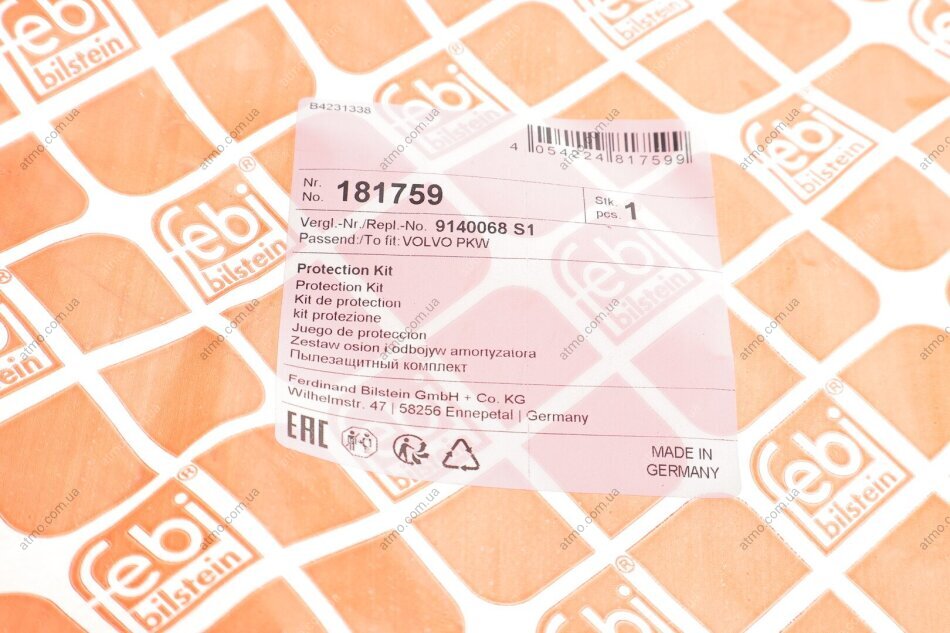 B4231338
4 054224 817599
Nr.
No. 181759
Stk.
pcs. 1
Vergl.-Nr./Repl.-No. 9140068 S1
Passend:/To fit: VOLVO PKW
Protection Kit
Protection Kit
Kit de protection
kit protezione
Juego de protección
Zestaw osłon i odbojyw amortyzatora
Пылезащитный комплект
Ferdinand Bilstein GmbH + Co. KG
Wilhelmstr. 47 | 58256 Ennepetal | Germany
EAC
MADE IN
GERMANY
febi
bilstein
atmo.com.ua